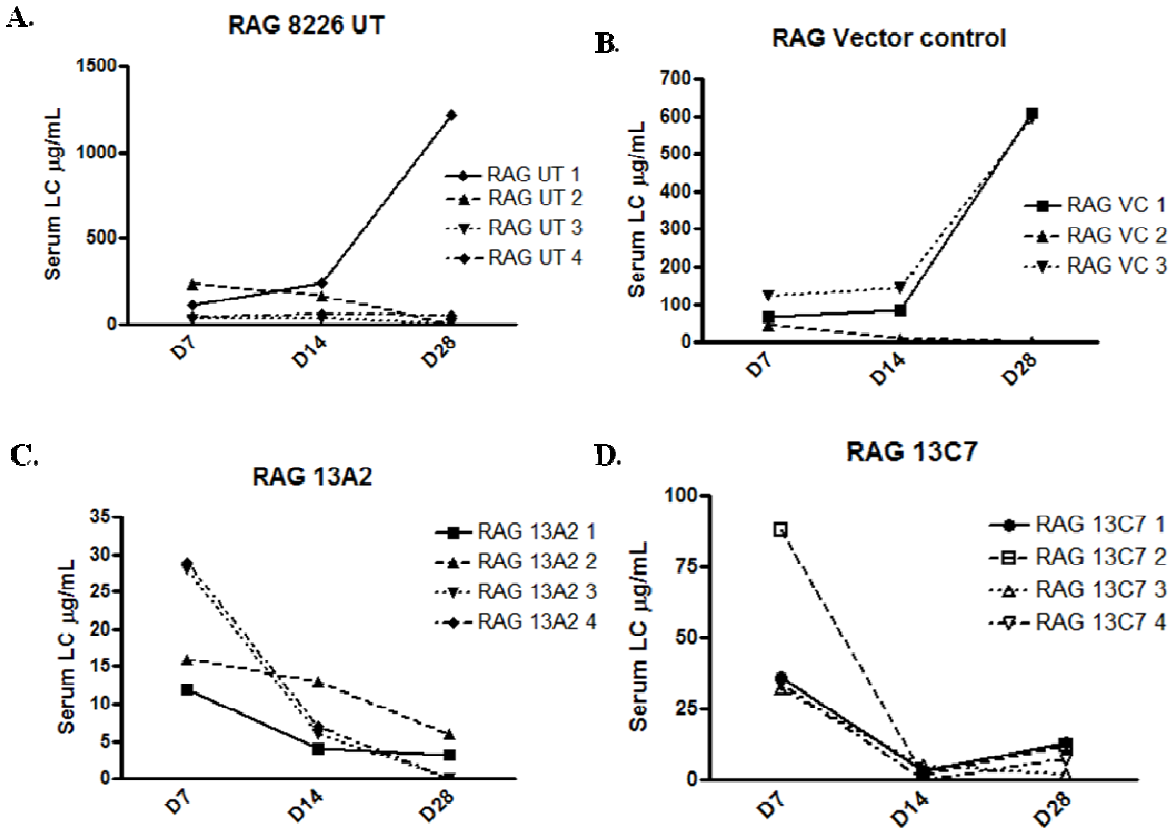 A.
RAG 8226 UT
Serum LC µg/mL
1500
1000
500
0
D7
D14
D28
RAG UT 1
RAG UT 2
RAG UT 3
RAG UT 4
B.
RAG Vector control
Serum LC µg/mL
700
600
500
400
300
200
100
0
D7
D14
D28
RAG VC 1
RAG VC 2
RAG VC 3
C.
RAG 13A2
Serum LC µg/mL
35
30
25
20
15
10
5
0
D7
D14
D28
RAG 13A2 1
RAG 13A2 2
RAG 13A2 3
RAG 13A2 4
D.
RAG 13C7
Serum LC µg/mL
100
75
50
25
0
D7
D14
D28
RAG 13C7 1
RAG 13C7 2
RAG 13C7 3
RAG 13C7 4